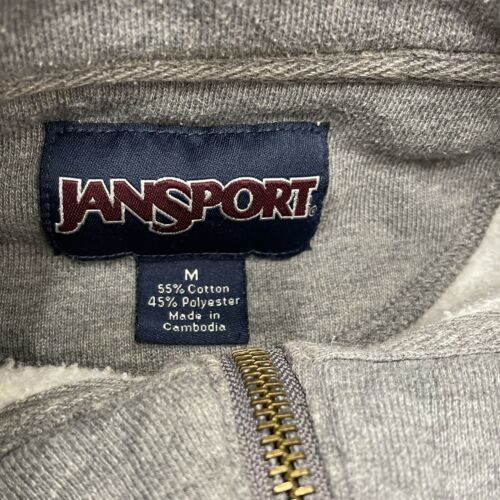 JANSPORT®
M
55% Cotton
45% Polyester
Made in
Cambodia